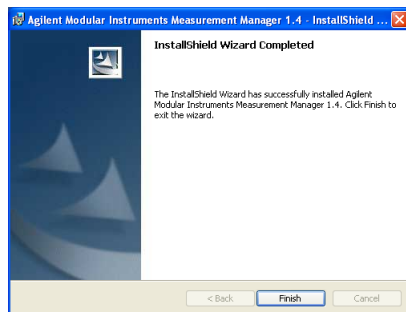 Agilent Modular Instruments Measurement Manager 1.4 - InstallShield ...
InstallShield Wizard Completed
The InstallShield Wizard has successfully installed Agilent
Modular Instruments Measurement Manager 1.4. Click Finish to
exit the wizard.
< Back
Finish
Cancel